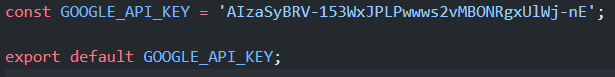 const GOOGLE_API_KEY = 'AIzaSyBRV-153WxJPLPwwws2vMBONRgxUlWj-nE';
export default GOOGLE_API_KEY;